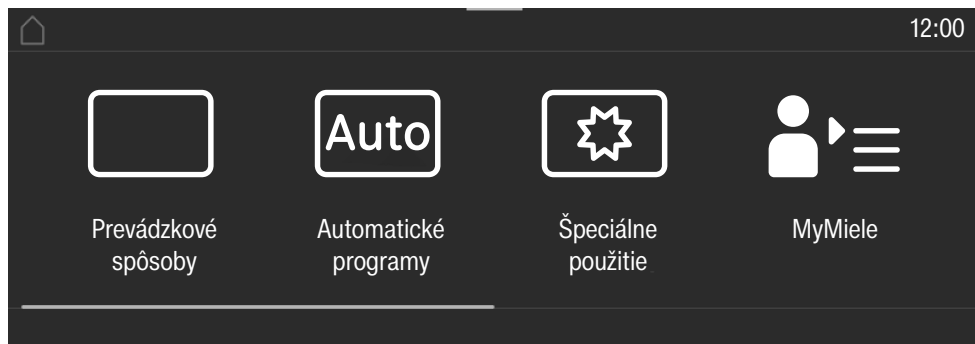 12:00
Auto
Prevádzkové
spôsoby
Automatické
programy
Špeciálne
použitie
MyMiele